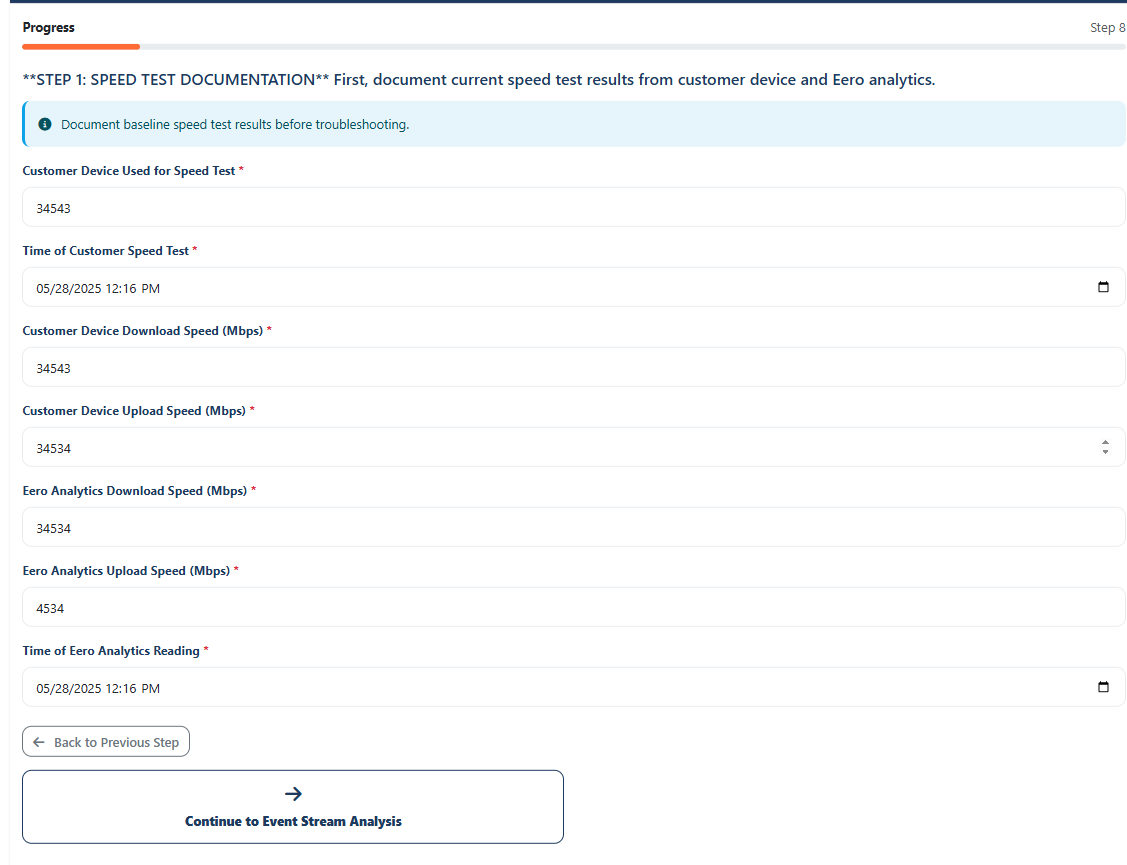 Progress
Step 8
**STEP 1: SPEED TEST DOCUMENTATION** First, document current speed test results from customer device and Eero analytics.
Document baseline speed test results before troubleshooting.
Customer Device Used for Speed Test *
34543
Time of Customer Speed Test *
05/28/2025 12:16 PM
Customer Device Download Speed (Mbps) *
34543
Customer Device Upload Speed (Mbps) *
34534
Eero Analytics Download Speed (Mbps) *
34534
Eero Analytics Upload Speed (Mbps) *
4534
Time of Eero Analytics Reading *
05/28/2025 12:16 PM
Back to Previous Step
Continue to Event Stream Analysis